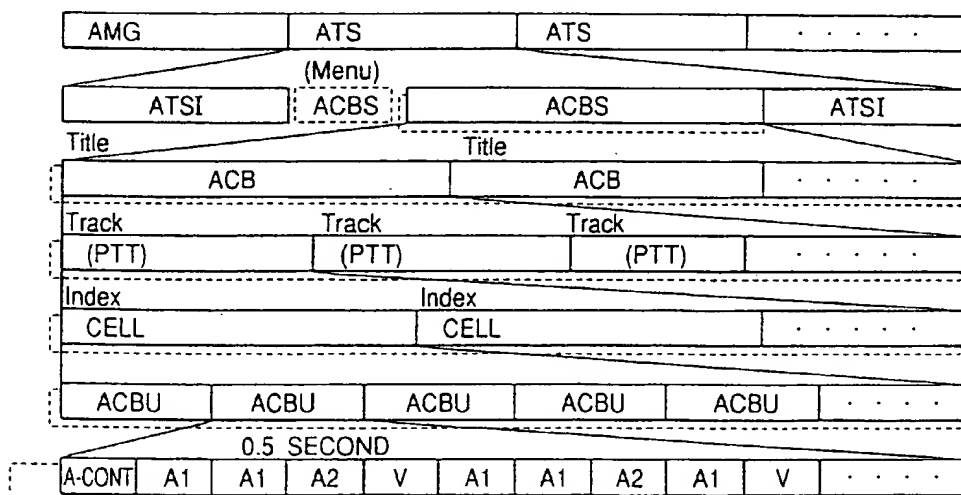 AMG ATS ATS . . . . .
(Menu)
ATSI ACBS ACBS ATSI
Title Title
ACB ACB . . . . .
Track Track Track
(PTT) (PTT) (PTT) . . . . .
Index Index
CELL CELL . . . . .
ACBU ACBU ACBU ACBU ACBU . . . . .
0.5 SECOND
A-CONT A1 A1 A2 V A1 A1 A2 A1 V . . . . .